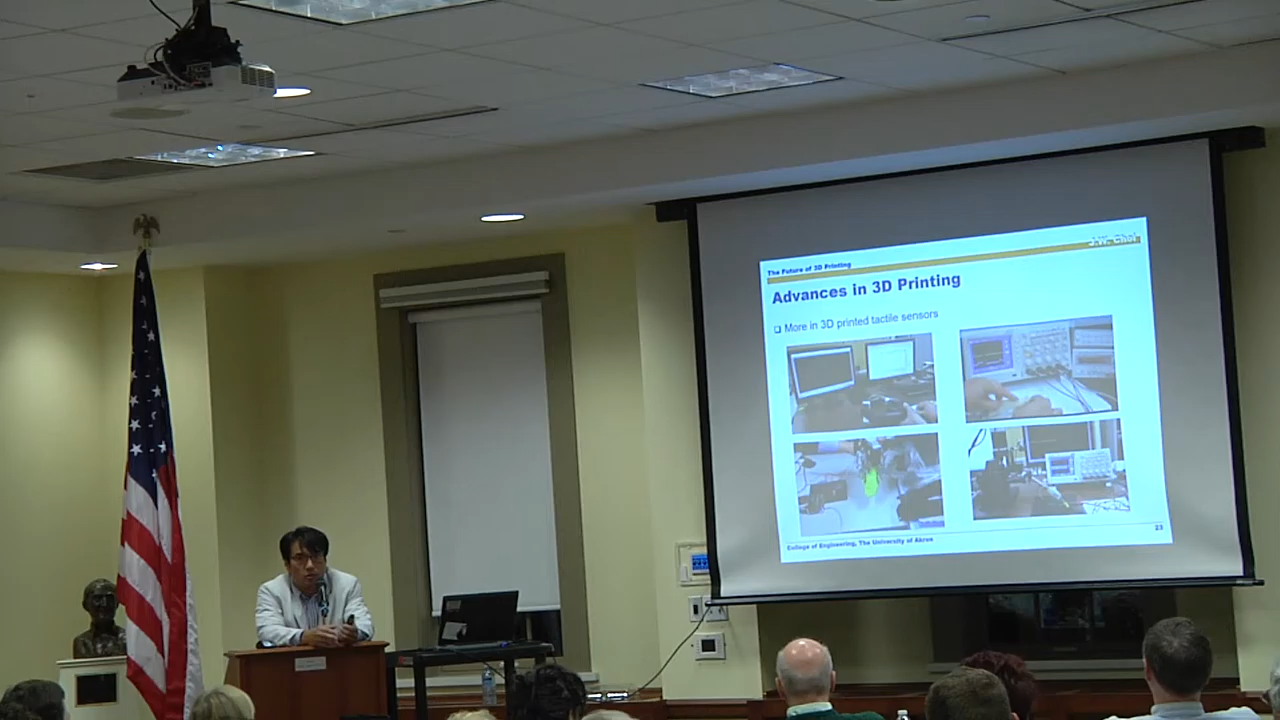 J.W. Choi
The Future of 3D Printing
Advances in 3D Printing
More in 3D printed tactile sensors
College of Engineering, The University of Akron
23
NEC